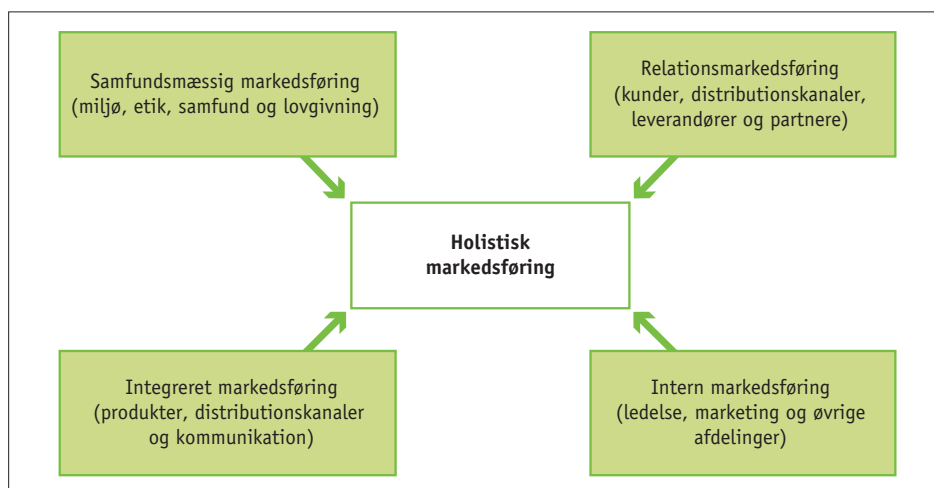 Samfundsmæssig markedsføring
(miljø, etik, samfund og lovgivning)
Relationsmarkedsføring
(kunder, distributionskanaler,
leverandører og partnere)
Holistisk
markedsføring
Integreret markedsføring
(produkter, distributionskanaler
og kommunikation)
Intern markedsføring
(ledelse, marketing og øvrige
afdelinger)